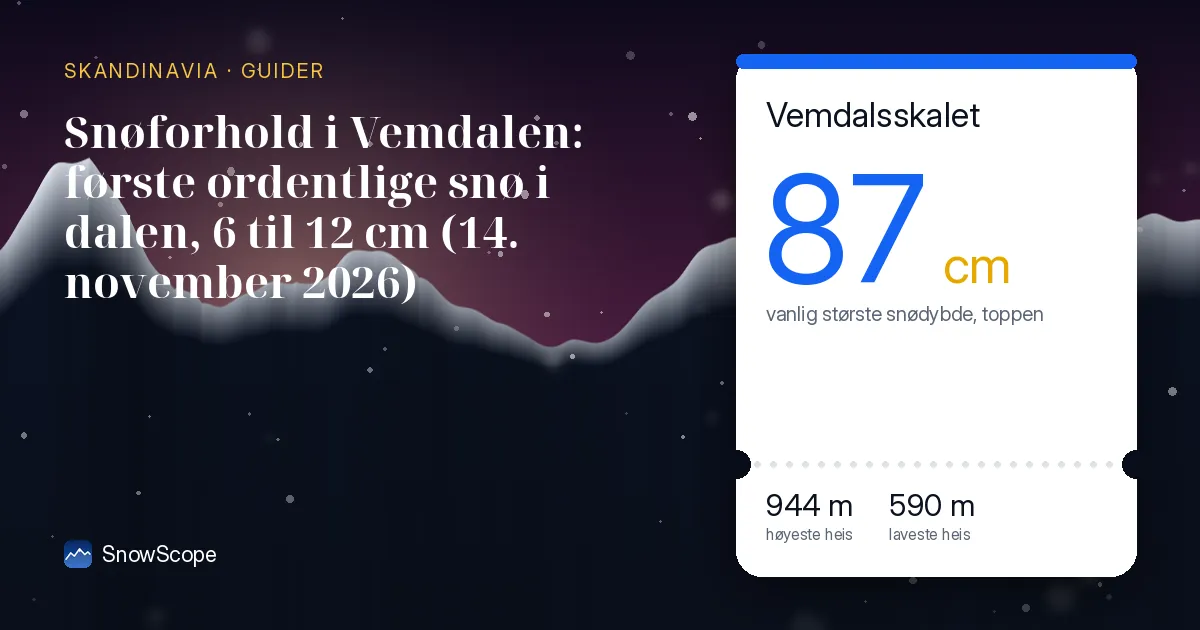 SKANDINAVIA · GUIDER
Snøforhold i Vemdalen:
første ordentlige snø i
dalen, 6 til 12 cm (14.
november 2026)
SnowScope
Vemdalsskalet
87 cm
vanlig største snødybde, toppen
944 m 590 m
høyeste heis laveste heis